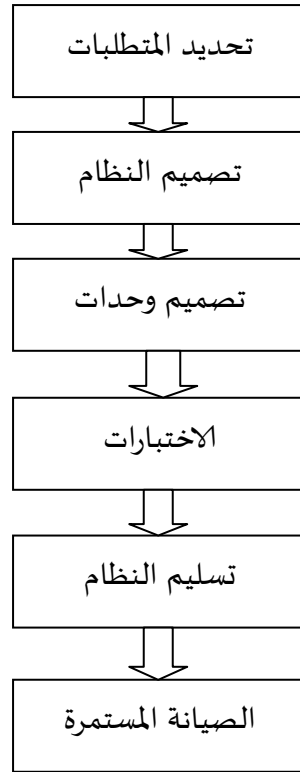 تحديد المتطلبات
تصميم النظام
تصميم وحدات
الاختبارات
تسليم النظام
الصيانة المستمرة